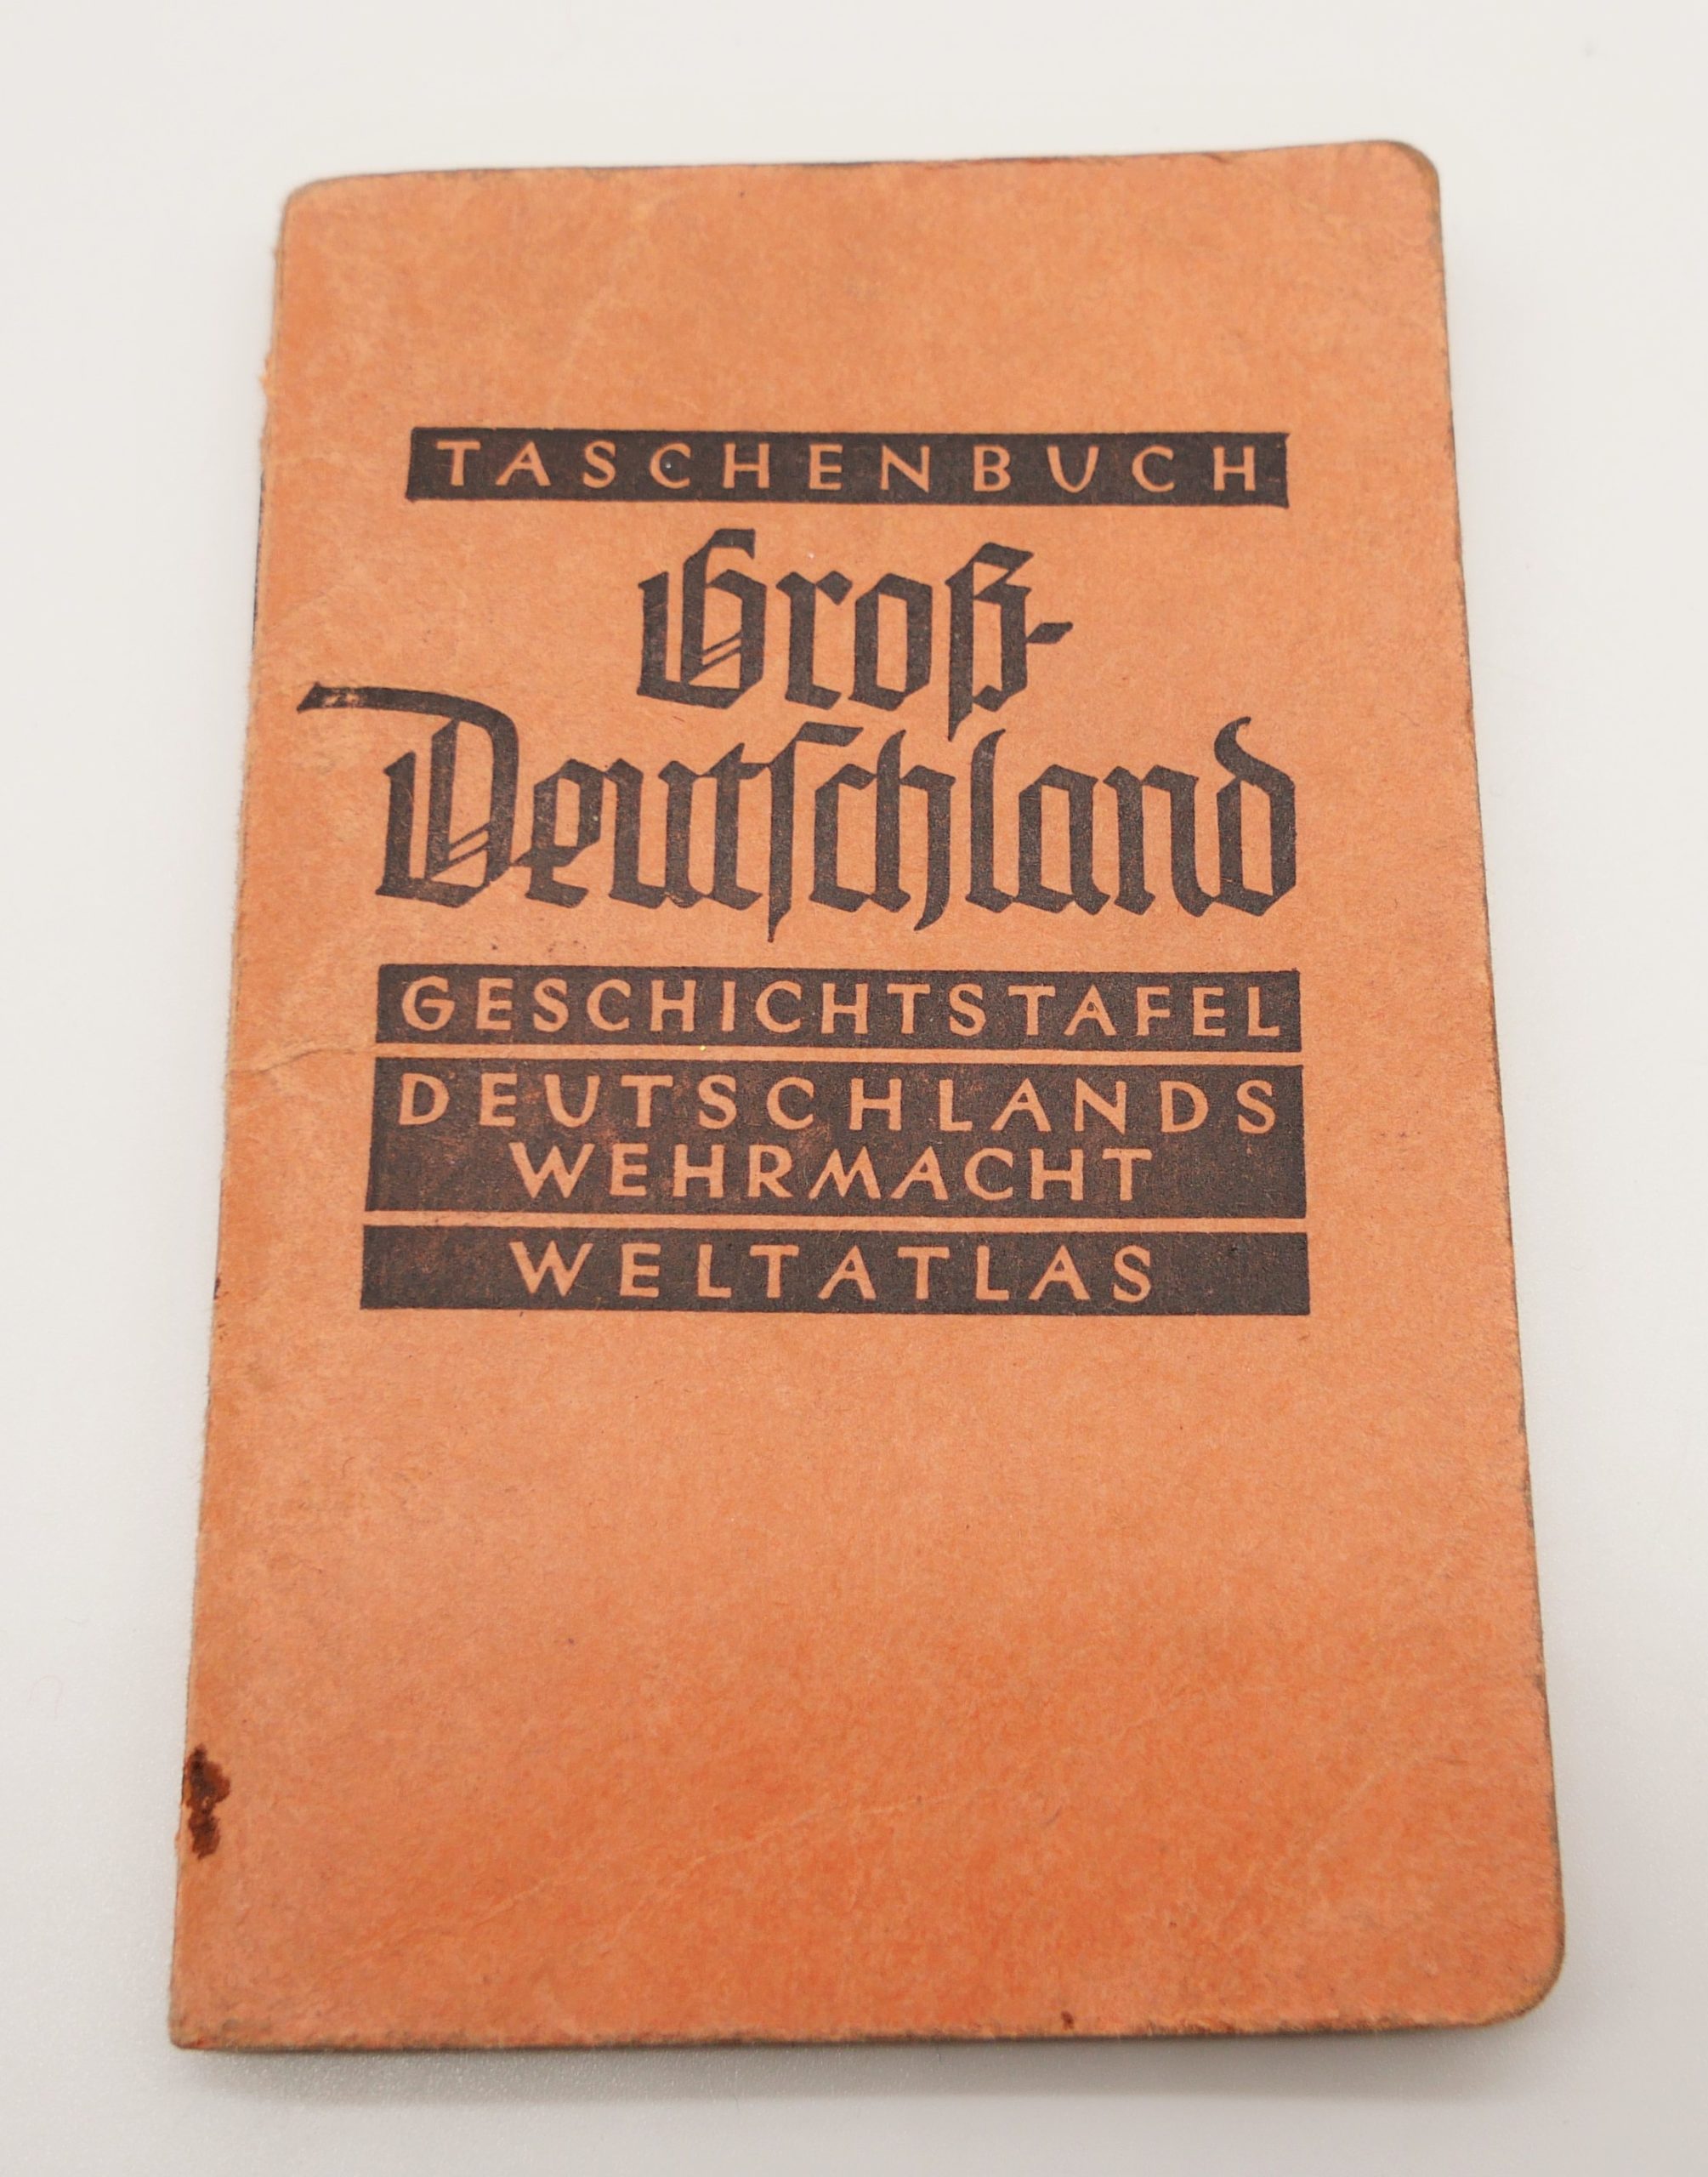 TASCHENBUCH
Groß-
Deutſchland
GESCHICHTSTAFEL
DEUTSCHLANDS
WEHRMACHT
WELTATLAS